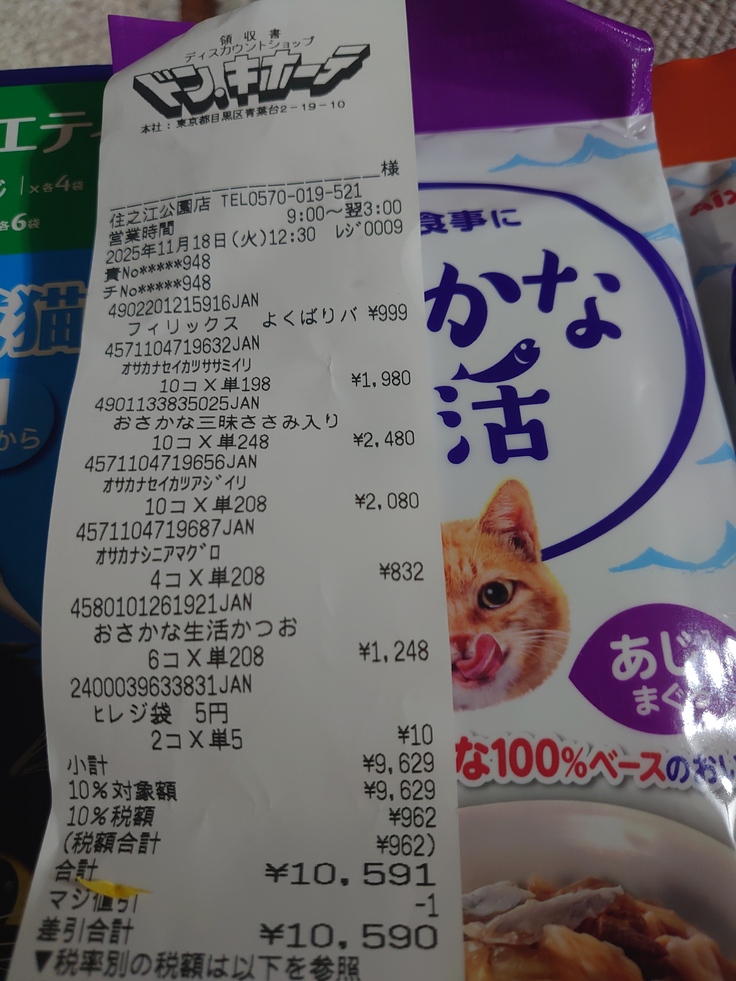 領収書
ディスカウントショップ
ドン.キホーテ
本社：東京都目黒区青葉台2－19－10
様
住之江公園店 TEL0570-019-521
営業時間 9:00～翌3:00
2025年11月18日(火)12:30 ﾚｼﾞ0009
責No*****948
チNo*****948
4902201215916JAN
フィリックス よくばりバ ¥999
4571104719632JAN
ｵｻｶﾅｾｲｶﾂｻｻﾐｲﾘ
10コX単198 ¥1,980
4901133835025JAN
おさかな三昧ささみ入り
10コX単248 ¥2,480
4571104719656JAN
ｵｻｶﾅｾｲｶﾂｱｼﾞｲﾘ
10コX単208 ¥2,080
4571104719687JAN
ｵｻｶﾅｼﾆｱﾏｸﾞﾛ
4コX単208 ¥832
4580101261921JAN
おさかな生活かつお
6コX単208 ¥1,248
2400039633831JAN
ﾋﾚｼﾞ袋 5円
2コX単5 ¥10
小計 ¥9,629
10%対象額 ¥9,629
10%税額 ¥962
(税額合計 ¥962)
合計 ¥10,591
マジ値引 -1
差引合計 ¥10,590
▼税率別の税額は以下を参照
エティ
×各4袋
各6袋
猫
から
食事に
かな
活
あじ
まぐ
な100%ベースのおい